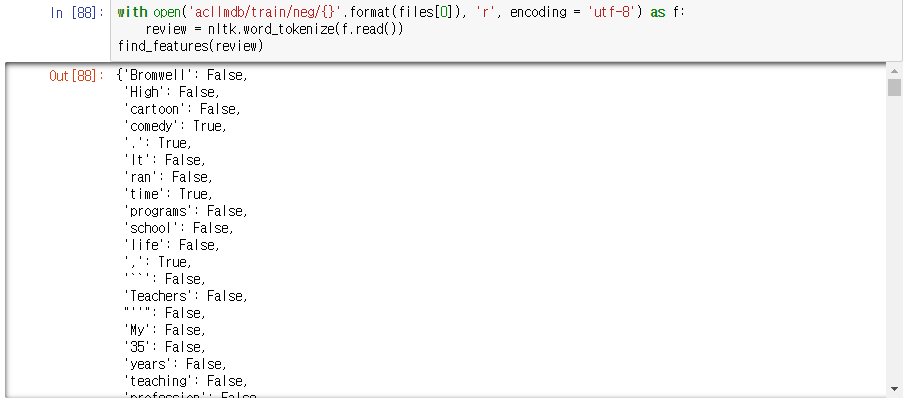 In [88]: with open('aclImdb/train/neg/{}'.format(files[0]), 'r', encoding = 'utf-8') as f:
review = nltk.word_tokenize(f.read())
find_features(review)
Out[88]: {'Bromwell': False,
'High': False,
'cartoon': False,
'comedy': True,
'.': True,
'It': False,
'ran': False,
'time': True,
'programs': False,
'school': False,
'life': False,
',': True,
'``': False,
'Teachers': False,
"''": False,
'My': False,
'35': False,
'years': False,
'teaching': False,
'profession': False,